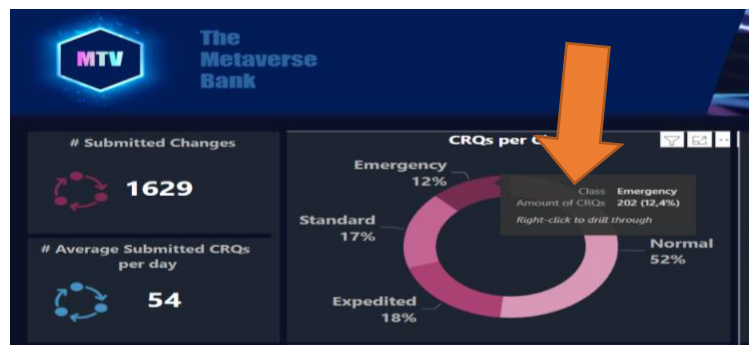 MTV
The
Metaverse
Bank
# Submitted Changes
1629
# Average Submitted CRQs
per day
54
CRQs per
Emergency
12%
Class Emergency
Amount of CRQs 202 (12,4%)
Right-click to drill through
Standard
17%
Normal
52%
Expedited
18%